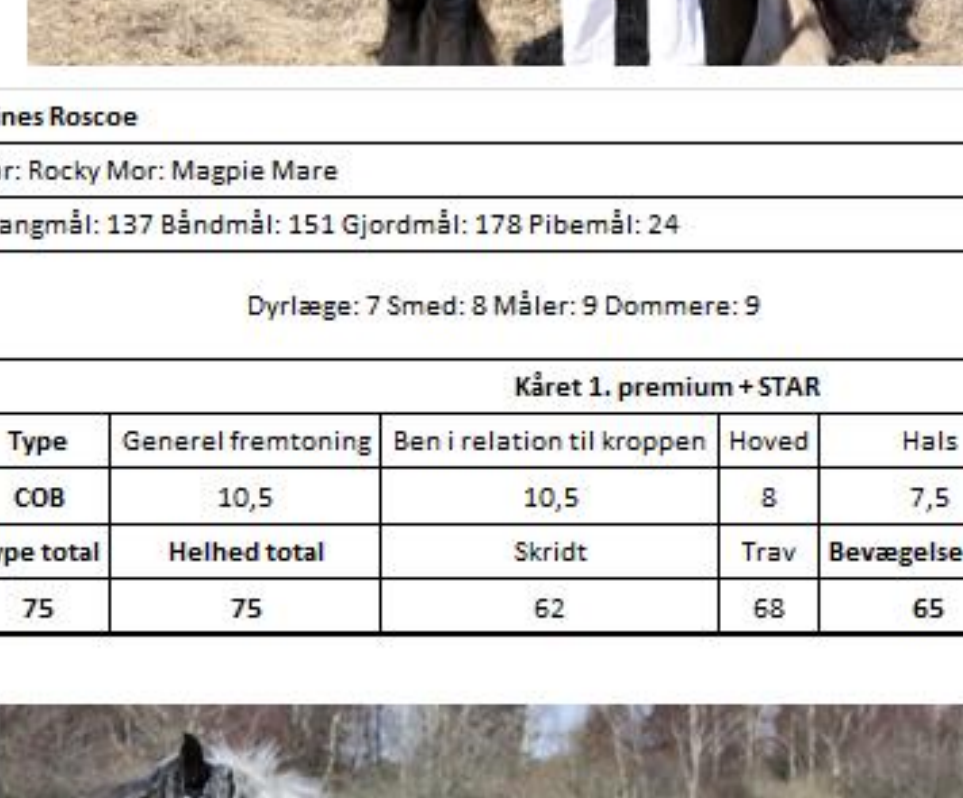 nes Roscoe
r: Rocky Mor: Magpie Mare
angmål: 137 Båndmål: 151 Gjordmål: 178 Pibemål: 24
Dyrlæge: 7 Smed: 8 Måler: 9 Dommere: 9
Kåret 1. premium + STAR
Type Generel fremtoning Ben i relation til kroppen Hoved Hals
COB 10,5 10,5 8 7,5
pe total Helhed total Skridt Trav Bevægelse
75 75 62 68 65